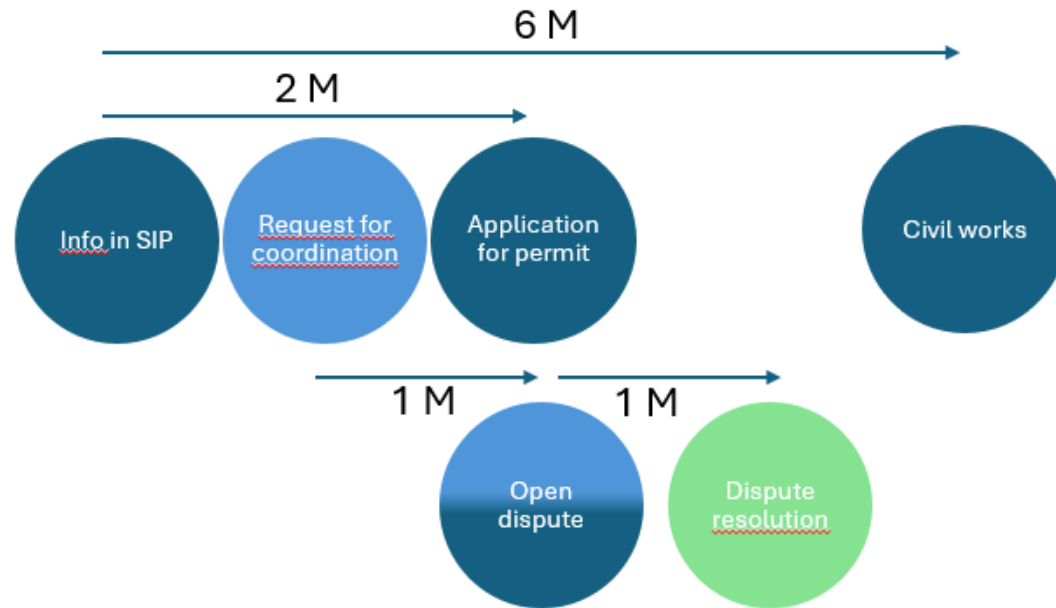 6 M
2 M
Info in SIP
Request for
coordination
Application
for permit
Civil works
1 M
1 M
Open
dispute
Dispute
resolution